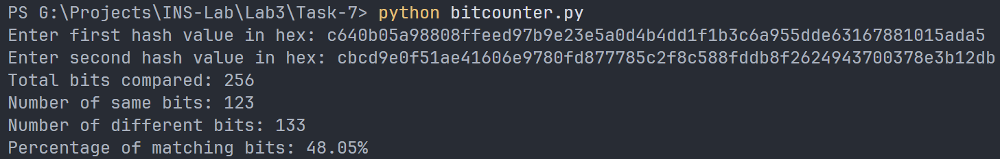 PS G:\Projects\INS-Lab\Lab3\Task-7> python bitcounter.py
Enter first hash value in hex: c640b05a98808ffeed97b9e23e5a0d4b4dd1f1b3c6a955dde63167881015ada5
Enter second hash value in hex: cbcd9e0f51ae41606e9780fd877785c2f8c588fddb8f2624943700378e3b12db
Total bits compared: 256
Number of same bits: 123
Number of different bits: 133
Percentage of matching bits: 48.05%